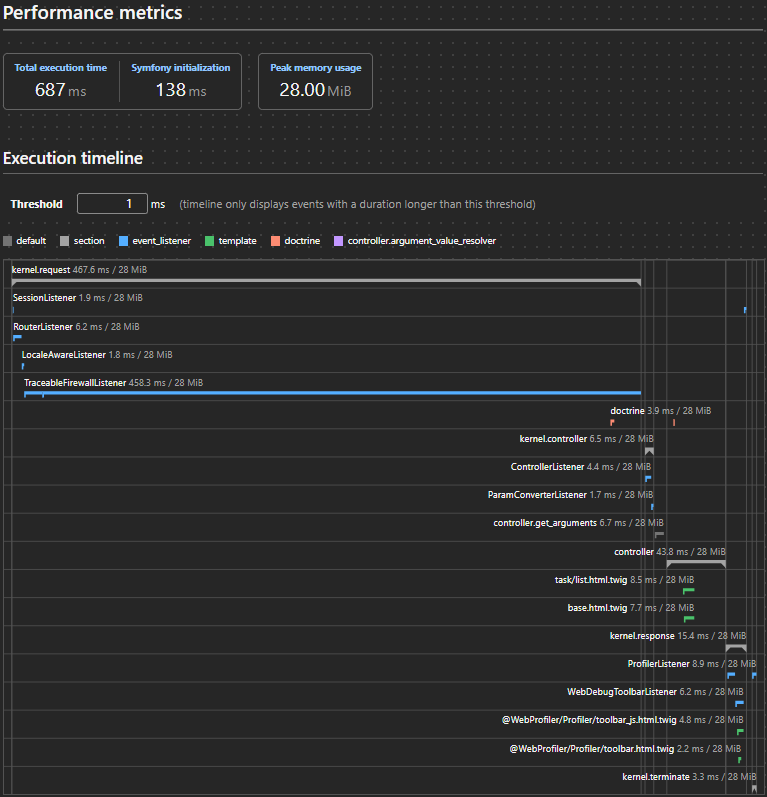 Performance metrics
Total execution time
687 ms
Symfony initialization
138 ms
Peak memory usage
28.00 MiB
Execution timeline
Threshold 1 ms (timeline only displays events with a duration longer than this threshold)
default section event_listener template doctrine controller.argument_value_resolver
kernel.request 467.6 ms / 28 MiB
SessionListener 1.9 ms / 28 MiB
RouterListener 6.2 ms / 28 MiB
LocaleAwareListener 1.8 ms / 28 MiB
TraceableFirewallListener 458.3 ms / 28 MiB
doctrine 3.9 ms / 28 MiB
kernel.controller 6.5 ms / 28 MiB
ControllerListener 4.4 ms / 28 MiB
ParamConverterListener 1.7 ms / 28 MiB
controller.get_arguments 6.7 ms / 28 MiB
controller 43.8 ms / 28 MiB
task/list.html.twig 8.5 ms / 28 MiB
base.html.twig 7.7 ms / 28 MiB
kernel.response 15.4 ms / 28 MiB
ProfilerListener 8.9 ms / 28 MiB
WebDebugToolbarListener 6.2 ms / 28 MiB
@WebProfiler/Profiler/toolbar_js.html.twig 4.8 ms / 28 MiB
@WebProfiler/Profiler/toolbar.html.twig 2.2 ms / 28 MiB
kernel.terminate 3.3 ms / 28 MiB